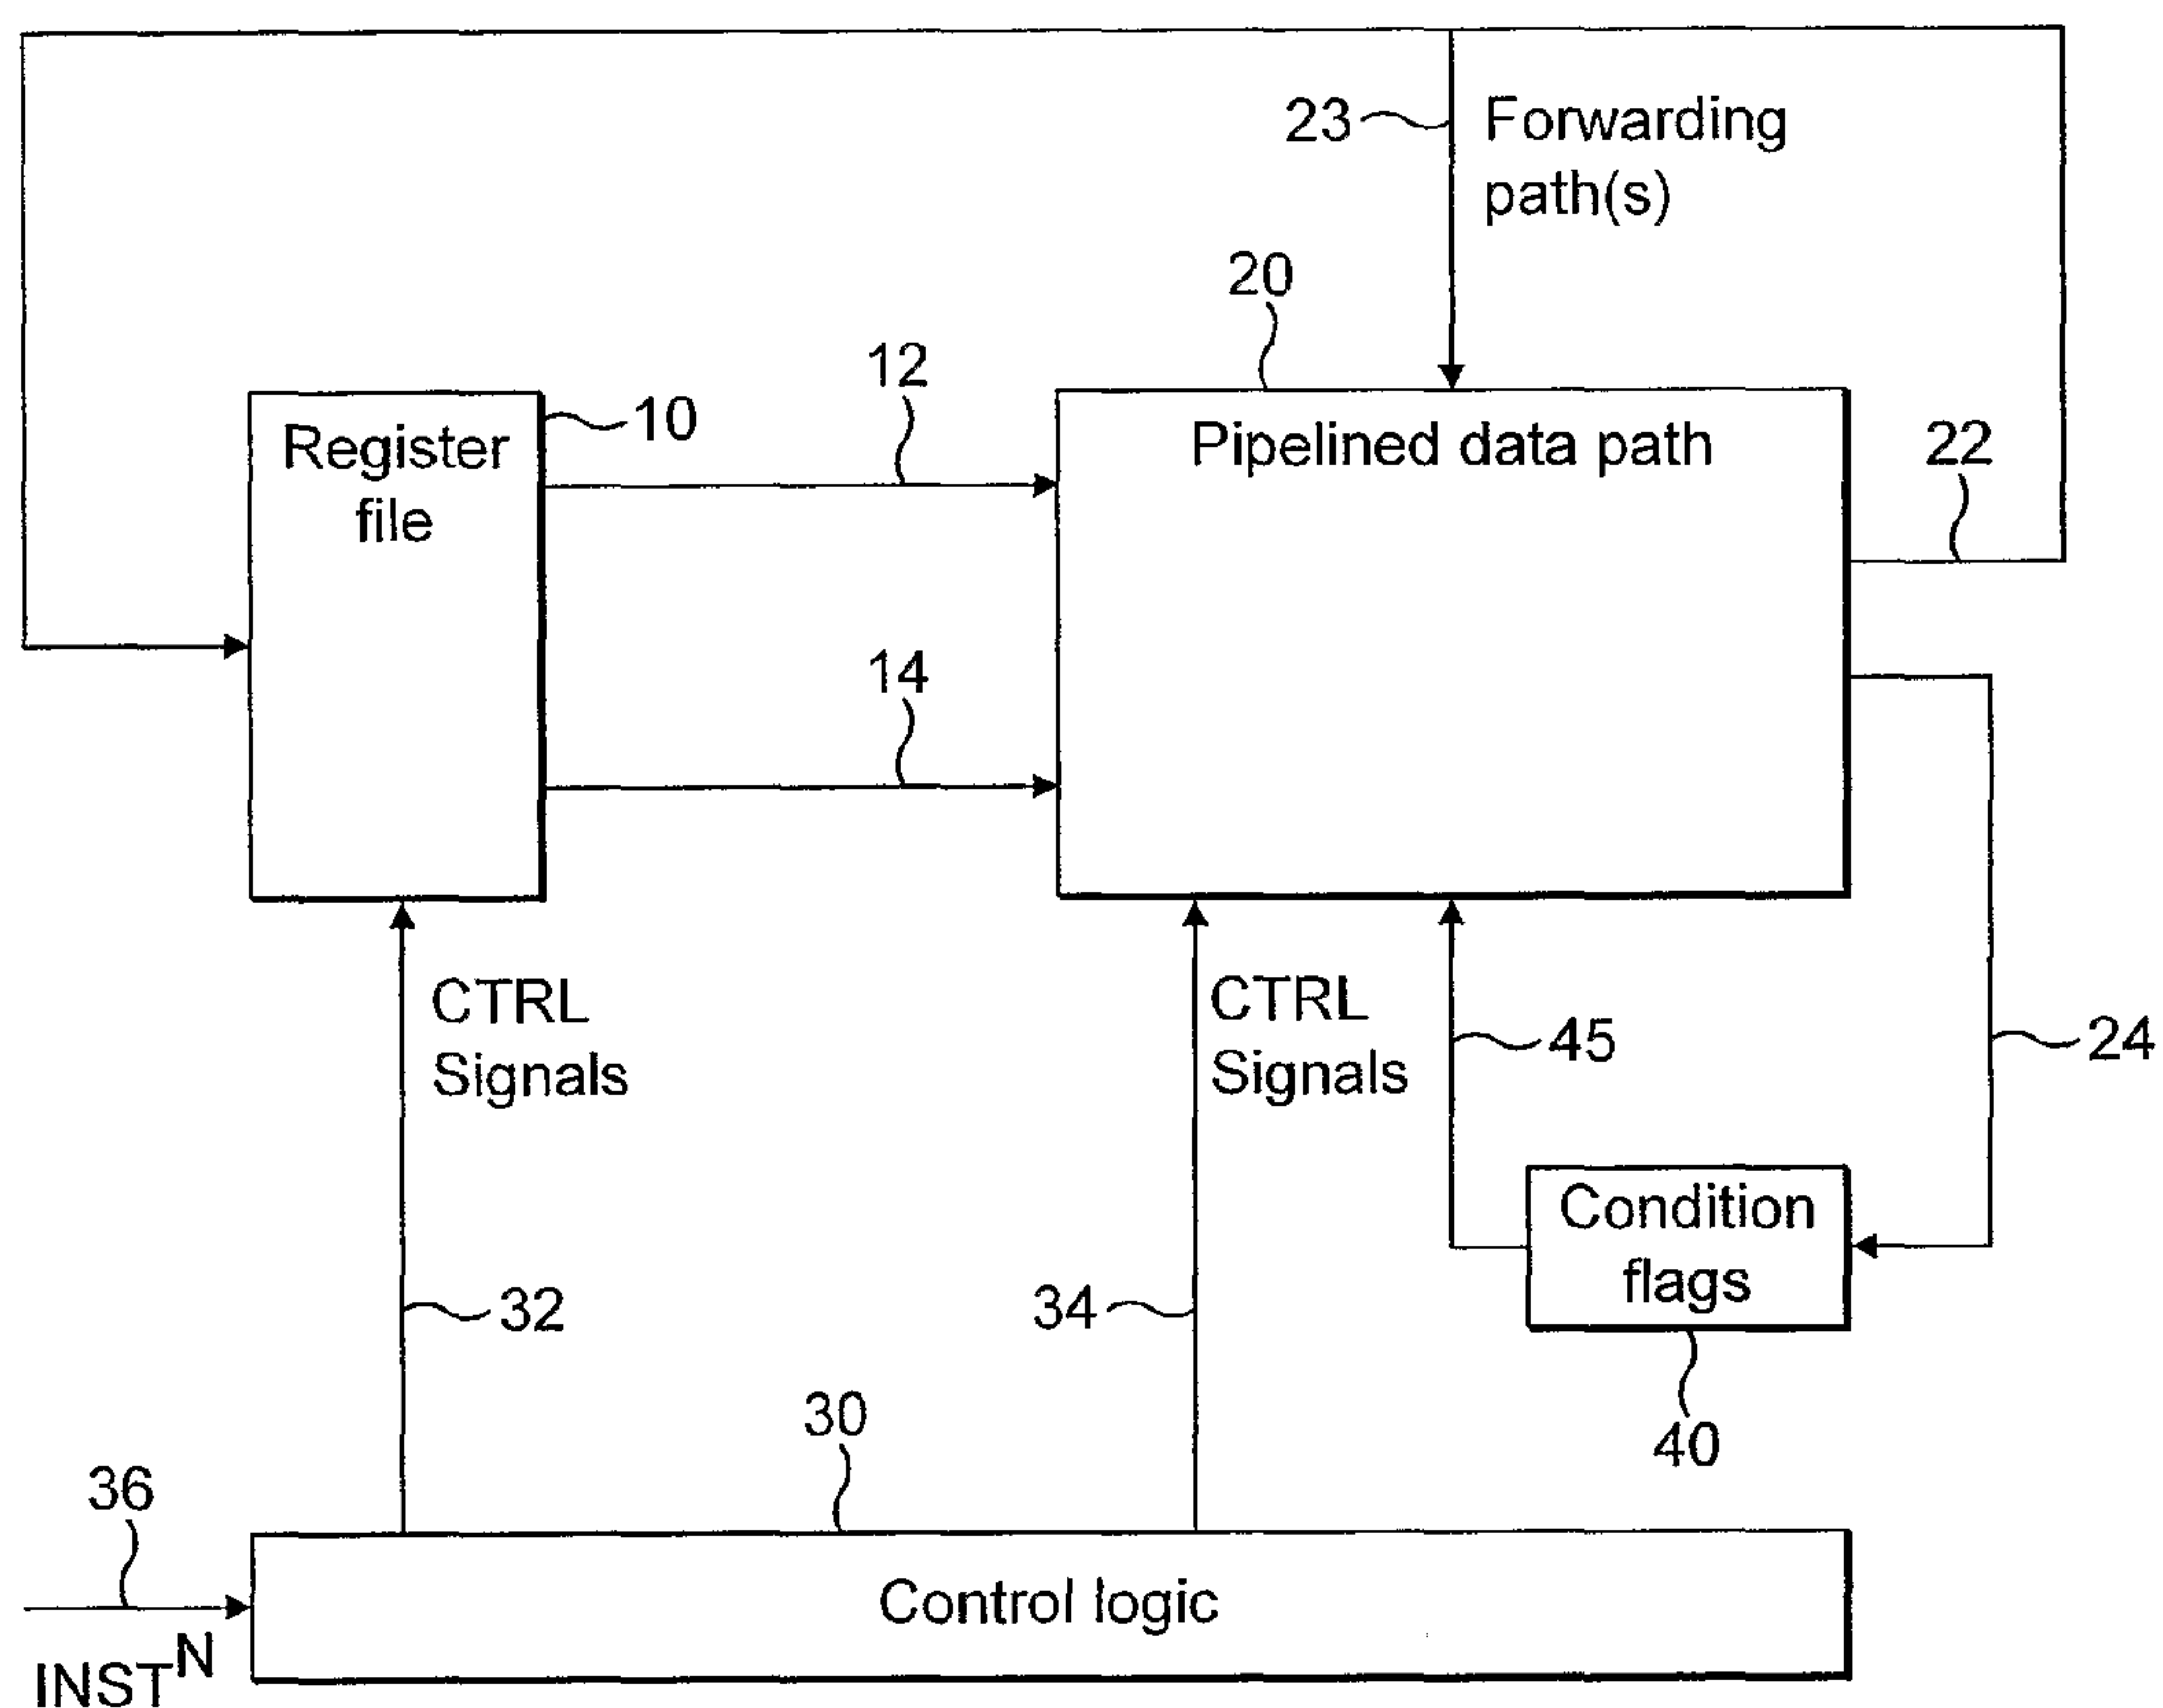 23
Forwarding
path(s)
20
12
10
Register
file
Pipelined data path
22
14
CTRL
Signals
CTRL
Signals
45
24
Condition
flags
32
34
30
40
36
Control logic
INSTᴺ